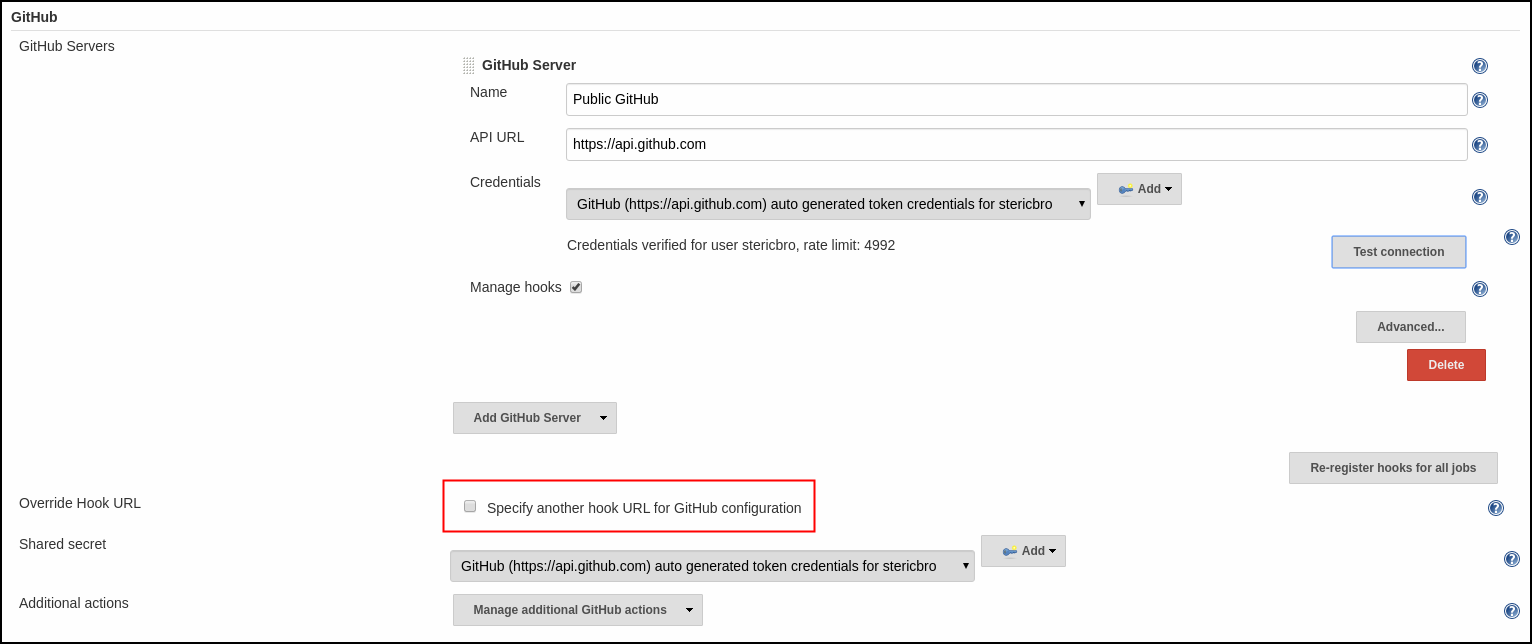 GitHub
GitHub Servers
GitHub Server
Name
Public GitHub
API URL
https://api.github.com
Credentials
GitHub (https://api.github.com) auto generated token credentials for stericbro
Add
Credentials verified for user stericbro, rate limit: 4992
Test connection
Manage hooks
Advanced...
Delete
Add GitHub Server
Re-register hooks for all jobs
Override Hook URL
Specify another hook URL for GitHub configuration
Shared secret
GitHub (https://api.github.com) auto generated token credentials for stericbro
Add
Additional actions
Manage additional GitHub actions